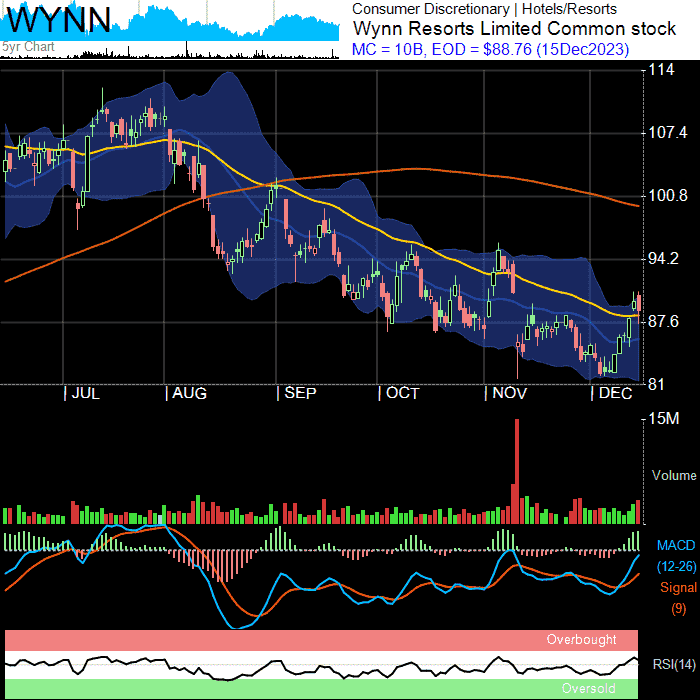 WYNN
5yr Chart
Consumer Discretionary | Hotels/Resorts
Wynn Resorts Limited Common stock
MC = 10B, EOD = $88.76 (15Dec2023)
114
107.4
100.8
94.2
87.6
81
| JUL | AUG | SEP | OCT | NOV | DEC
15M
Volume
MACD
(12-26)
Signal
(9)
Overbought
RSI(14)
Oversold